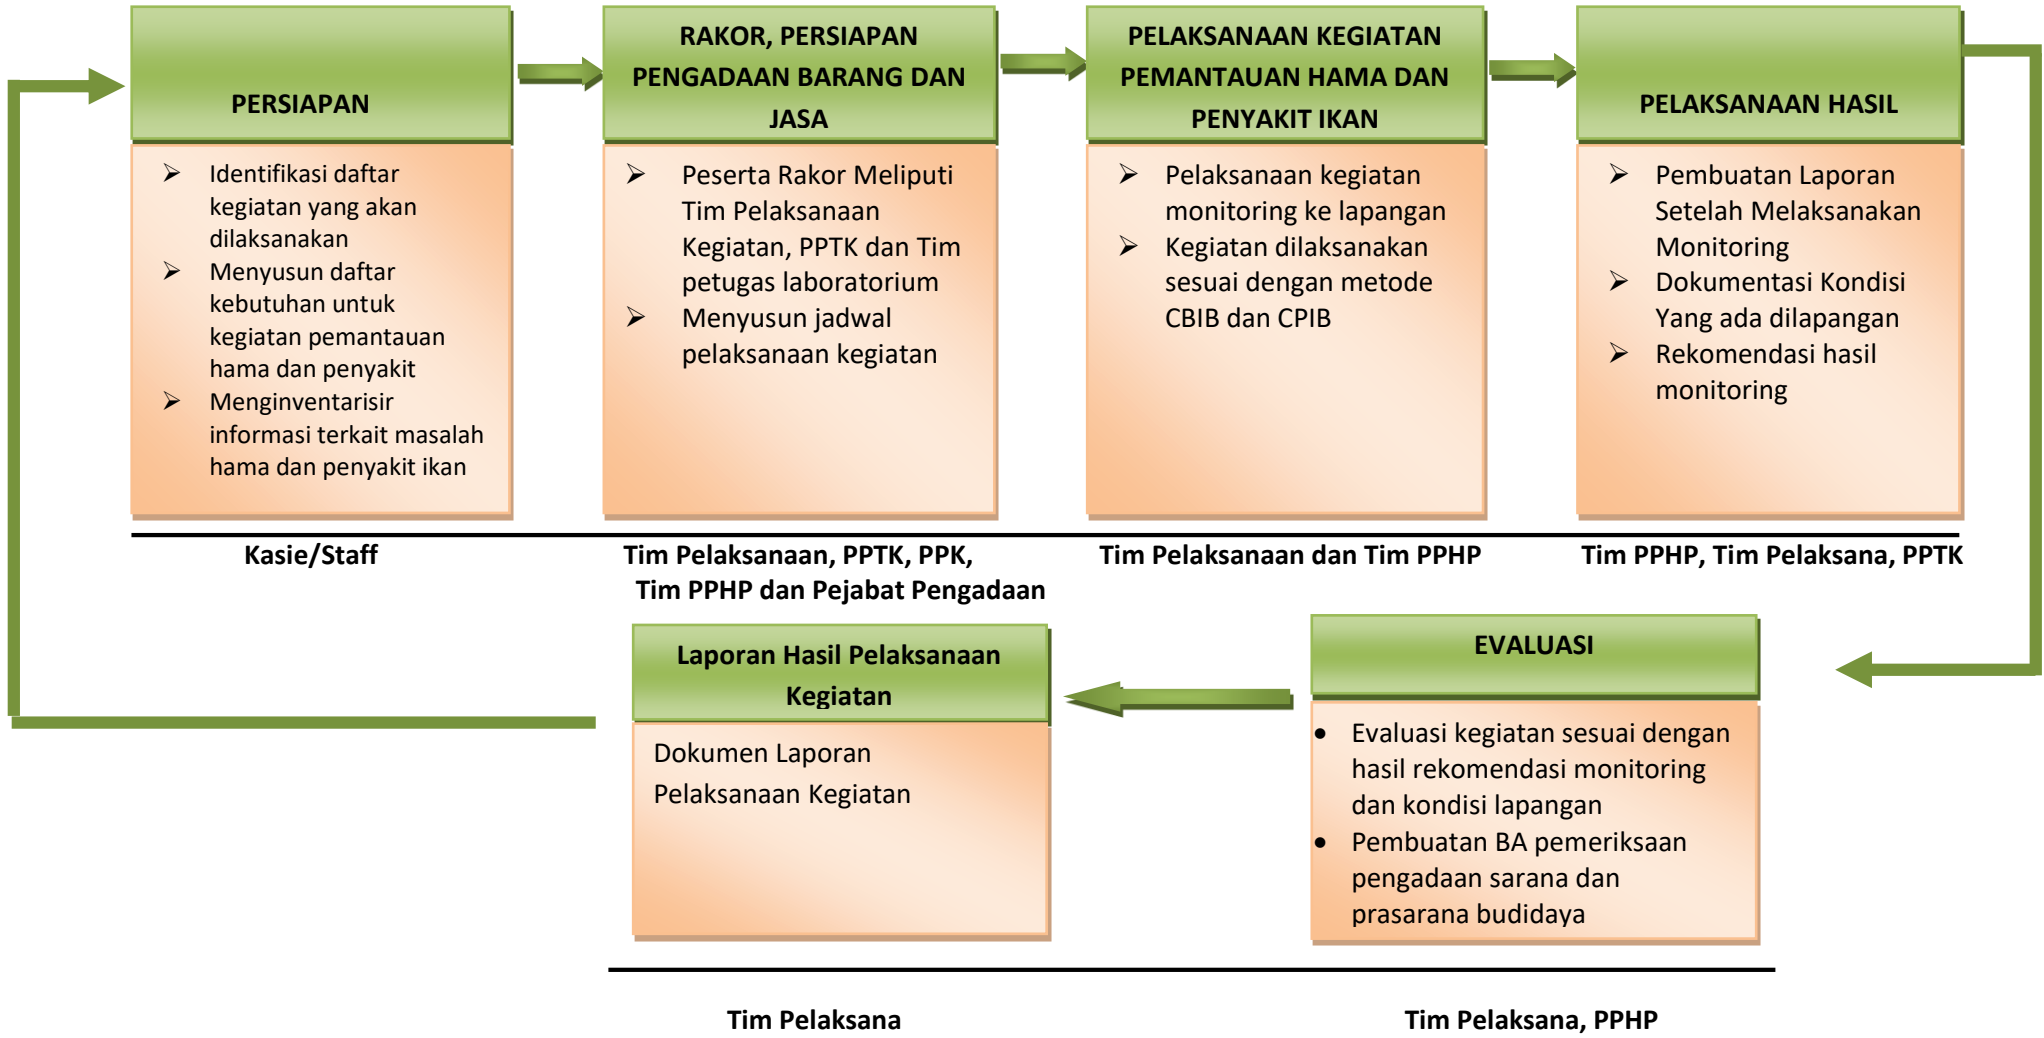 PERSIAPAN
➢ Identifikasi daftar
kegiatan yang akan
dilaksanakan
➢ Menyusun daftar
kebutuhan untuk
kegiatan pemantauan
hama dan penyakit
➢ Menginventarisir
informasi terkait masalah
hama dan penyakit ikan
Kasie/Staff
RAKOR, PERSIAPAN
PENGADAAN BARANG DAN
JASA
➢ Peserta Rakor Meliputi
Tim Pelaksanaan
Kegiatan, PPTK dan Tim
petugas laboratorium
➢ Menyusun jadwal
pelaksanaan kegiatan
Tim Pelaksanaan, PPTK, PPK,
Tim PPHP dan Pejabat Pengadaan
PELAKSANAAN KEGIATAN
PEMANTAUAN HAMA DAN
PENYAKIT IKAN
➢ Pelaksanaan kegiatan
monitoring ke lapangan
➢ Kegiatan dilaksanakan
sesuai dengan metode
CBIB dan CPIB
Tim Pelaksanaan dan Tim PPHP
PELAKSANAAN HASIL
➢ Pembuatan Laporan
Setelah Melaksanakan
Monitoring
➢ Dokumentasi Kondisi
Yang ada dilapangan
➢ Rekomendasi hasil
monitoring
Tim PPHP, Tim Pelaksana, PPTK
EVALUASI
• Evaluasi kegiatan sesuai dengan
hasil rekomendasi monitoring
dan kondisi lapangan
• Pembuatan BA pemeriksaan
pengadaan sarana dan
prasarana budidaya
Tim Pelaksana, PPHP
Laporan Hasil Pelaksanaan
Kegiatan
Dokumen Laporan
Pelaksanaan Kegiatan
Tim Pelaksana